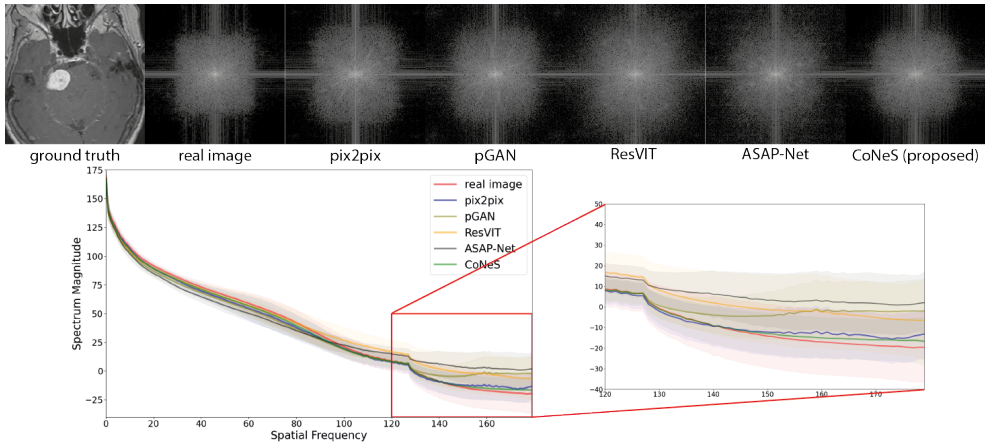 ground truth real image pix2pix pGAN ResVIT ASAP-Net CoNeS (proposed)
175
150
125
100
75
50
25
0
−25
Spectrum Magnitude
0 20 40 60 80 100 120 140 160
Spatial Frequency
real image
pix2pix
pGAN
ResVIT
ASAP-Net
CoNeS
50
40
30
20
10
0
−10
−20
−30
−40
120 130 140 150 160 170